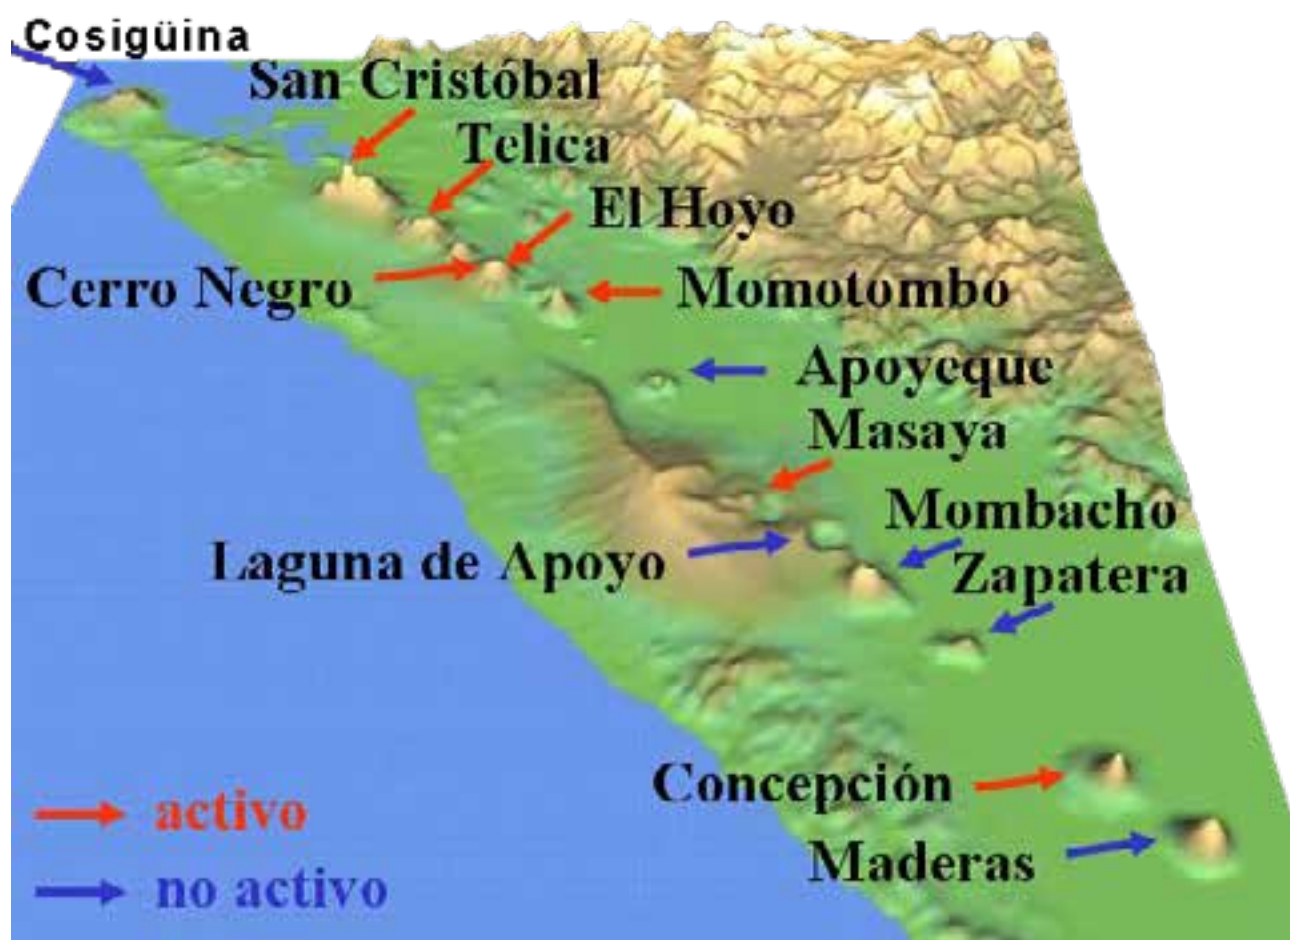 Cosigüina
San Cristóbal
Telica
El Hoyo
Cerro Negro
Momotombo
Apoyeque
Masaya
Mombacho
Laguna de Apoyo
Zapatera
Concepción
activo
Maderas
no activo